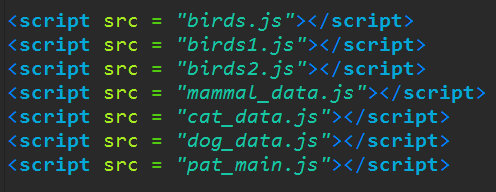 <script src = "birds.js"></script>
<script src = "birds1.js"></script>
<script src = "birds2.js"></script>
<script src = "mammal_data.js"></script>
<script src = "cat_data.js"></script>
<script src = "dog_data.js"></script>
<script src = "pat_main.js"></script>